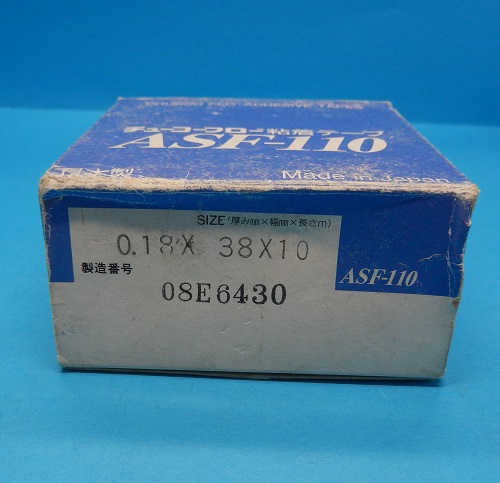 チューコーフロー粘着テープ
ASF-110
Made in Japan
SIZE (厚み㎜×幅㎜×長さm)
0.18X 38X10
製造番号
ASF-110
08E6430